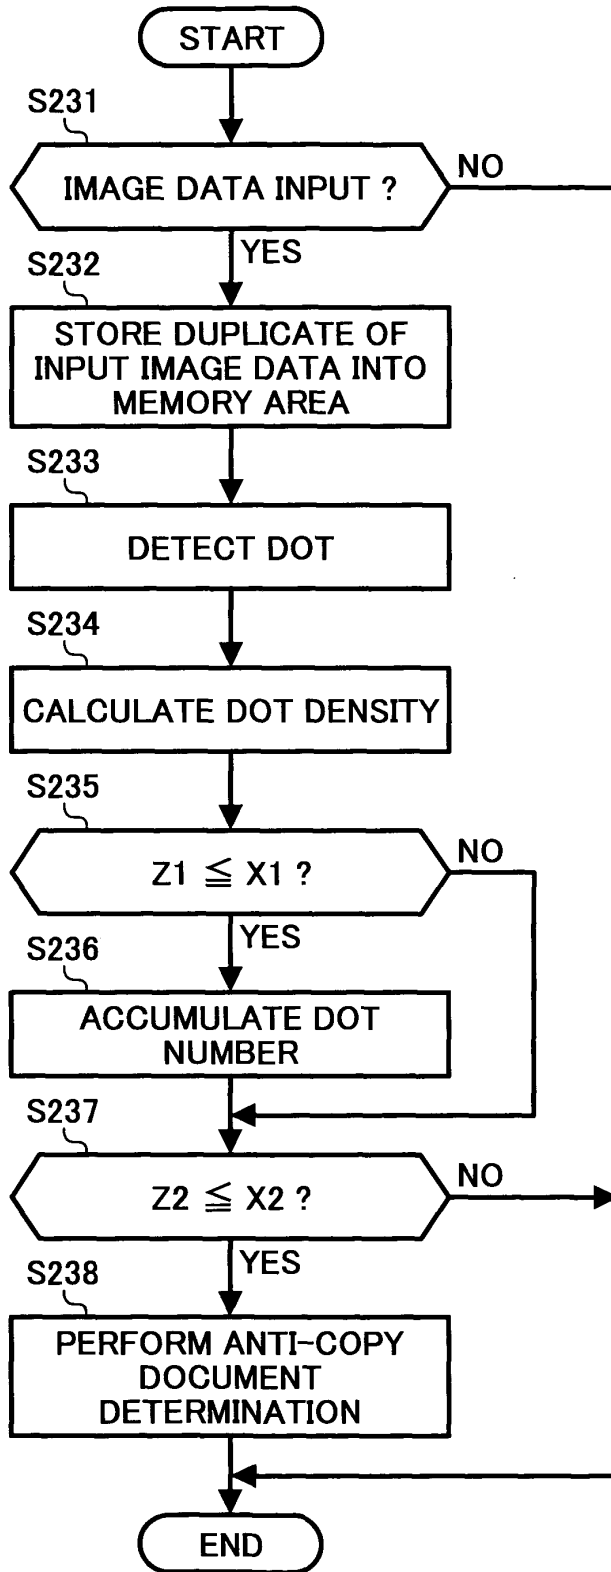 START
S231
IMAGE DATA INPUT ?
NO
YES
S232
STORE DUPLICATE OF
INPUT IMAGE DATA INTO
MEMORY AREA
S233
DETECT DOT
S234
CALCULATE DOT DENSITY
S235
Z1 ≦ X1 ?
NO
YES
S236
ACCUMULATE DOT
NUMBER
S237
Z2 ≦ X2 ?
NO
YES
S238
PERFORM ANTI-COPY
DOCUMENT
DETERMINATION
END